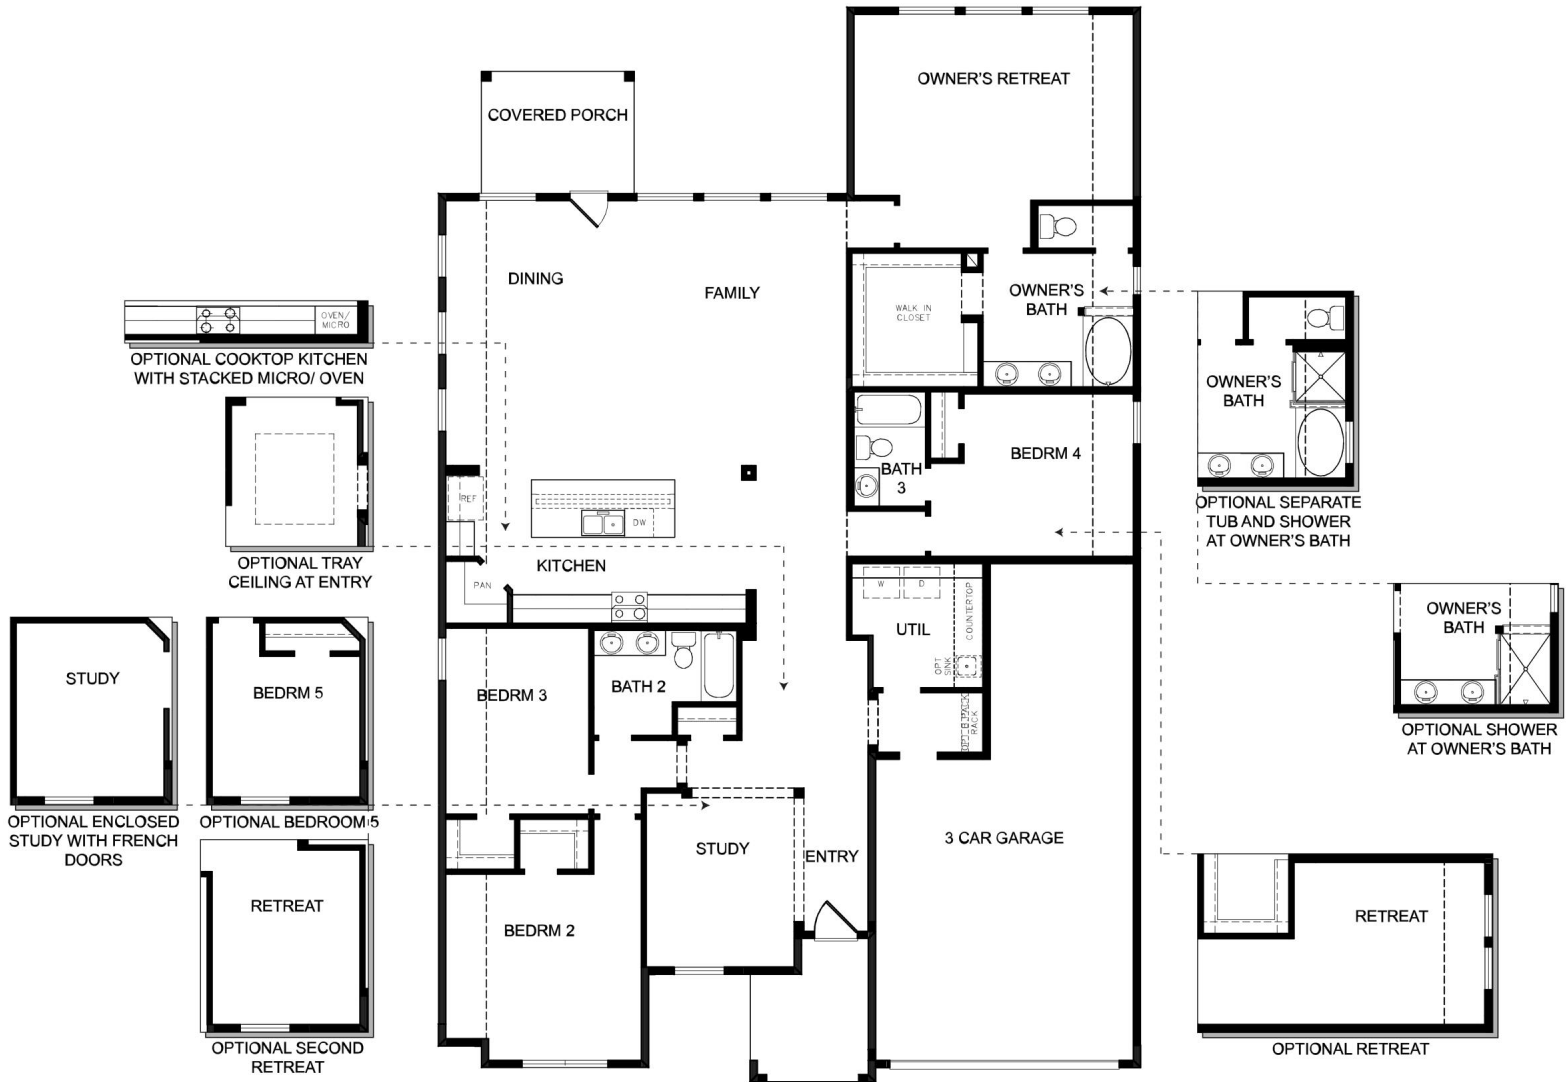 OWNER'S RETREAT
COVERED PORCH
DINING
FAMILY
WALK IN
CLOSET
OWNER'S
BATH
OVEN/
MICRO
OPTIONAL COOKTOP KITCHEN
WITH STACKED MICRO/ OVEN
OWNER'S
BATH
OPTIONAL SEPARATE
TUB AND SHOWER
AT OWNER'S BATH
BATH
3
BEDRM 4
REF
DW
KITCHEN
PAN
OPTIONAL TRAY
CEILING AT ENTRY
W
D
COUNTERTOP
UTIL
OPT
SINK
OPT B.PACK
RACK
OWNER'S
BATH
OPTIONAL SHOWER
AT OWNER'S BATH
STUDY
OPTIONAL ENCLOSED
STUDY WITH FRENCH
DOORS
BEDRM 5
OPTIONAL BEDROOM 5
BEDRM 3
BATH 2
STUDY
ENTRY
3 CAR GARAGE
RETREAT
OPTIONAL SECOND
RETREAT
BEDRM 2
RETREAT
OPTIONAL RETREAT